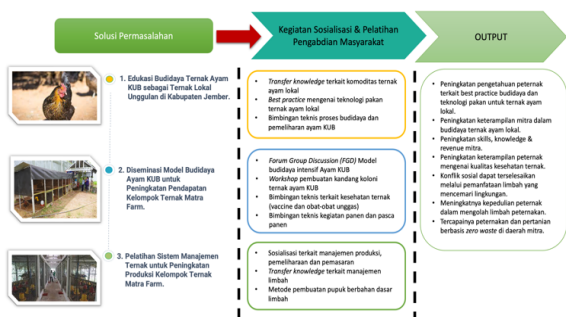 Solusi Permasalahan
Kegiatan Sosialisasi & Pelatihan
Pengabdian Masyarakat
OUTPUT
1. Edukasi Budidaya Ternak Ayam
KUB sebagai Ternak Lokal
Unggulan di Kabupaten Jember.
• Transfer knowledge terkait komoditas ternak
ayam lokal
• Best practice mengenai teknologi pakan
ternak ayam lokal
• Bimbingan teknis proses budidaya dan
pemeliharan ayam KUB
2. Diseminasi Model Budidaya
Ayam KUB untuk
Peningkatan Pendapatan
Kelompok Ternak Matra
Farm.
• Forum Group Discussion (FGD) Model
budidaya intensif Ayam KUB
• Workshop pembuatan kandang koloni
ternak ayam KUB
• Bimbingan teknis terkait kesehatan ternak
(vaccine dan obat-obat unggas)
• Bimbingan teknis kegiatan panen dan pasca
panen
3. Pelatihan Sistem Manajemen
Ternak untuk Peningkatan
Produksi Kelompok Ternak
Matra Farm.
• Sosialisasi terkait manajemen produksi,
pemeliharaan dan pemasaran
• Transfer knowledge terkait manajemen
limbah
• Metode pembuatan pupuk berbahan dasar
limbah
• Peningkatan pengetahuan peternak
terkait best practice budidaya dan
teknologi pakan untuk ternak ayam
lokal.
• Peningkatan keterampilan mitra dalam
budidaya ternak ayam lokal.
• Peningkatan skills, knowledge &
revenue mitra.
• Peningkatan keterampilan peternak
mengenai kualitas kesehatan ternak.
• Konflik sosial dapat terselesaikan
melalui pemanfaatan limbah yang
mencemari lingkungan.
• Meningkatnya kepedulian peternak
dalam mengolah limbah peternakan.
• Tercapainya peternakan dan pertanian
berbasis zero waste di daerah mitra.